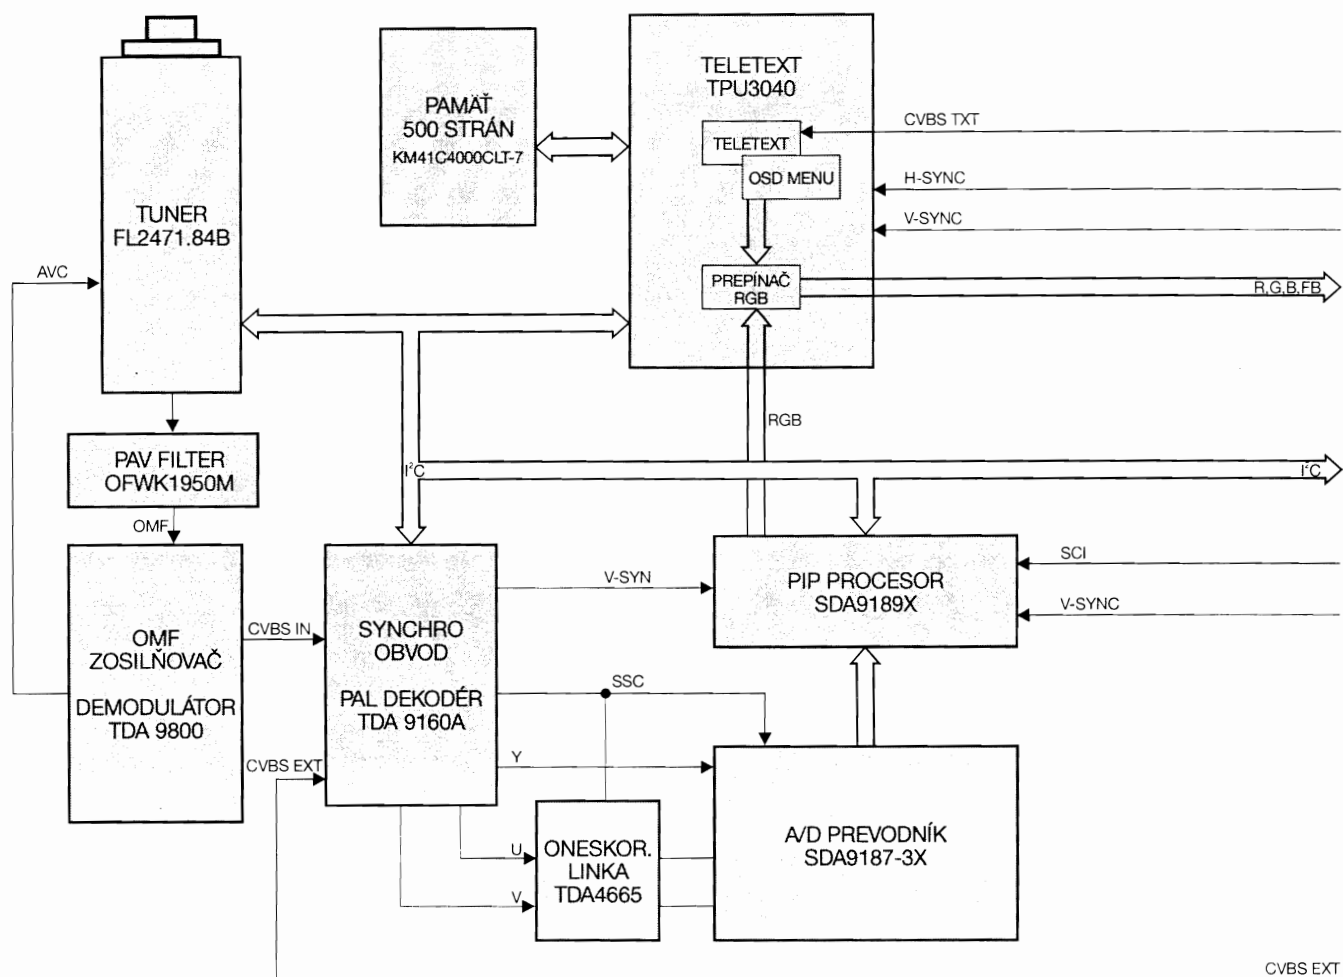 TUNER
FL2471.84B
AVC
PAMÄŤ
500 STRÁN
KM41C4000CLT-7
TELETEXT
TPU3040
TELETEXT
OSD MENU
PREPÍNAČ
RGB
CVBS TXT
H-SYNC
V-SYNC
R,G,B,FB
RGB
PAV FILTER
OFWK1950M
I²C
I²C
OMF
OMF
ZOSILŇOVAČ
DEMODULÁTOR
TDA 9800
CVBS IN
CVBS EXT
SYNCHRO
OBVOD
PAL DEKODÉR
TDA 9160A
V-SYN
SSC
Y
U
V
PIP PROCESOR
SDA9189X
SCI
V-SYNC
ONESKOR.
LINKA
TDA4665
A/D PREVODNÍK
SDA9187-3X
CVBS EXT